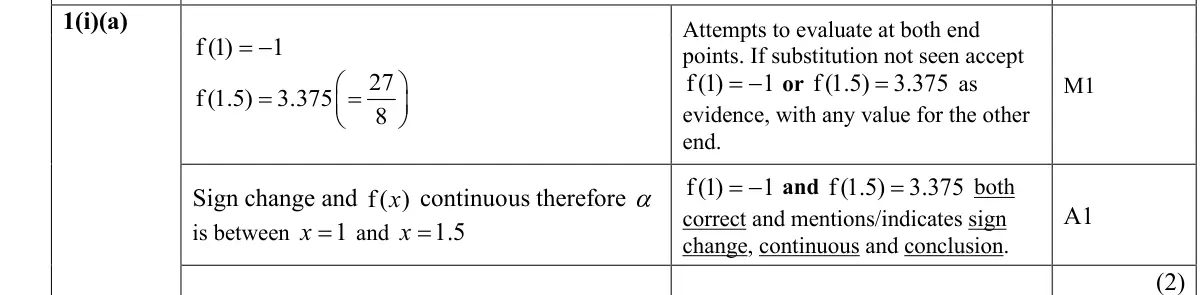 1(i)(a)
f(1) = −1
f(1.5) = 3.375(= 27/8)
Attempts to evaluate at both end
points. If substitution not seen accept
f(1) = −1 or f(1.5) = 3.375 as
evidence, with any value for the other
end.
M1
Sign change and f(x) continuous therefore α
is between x = 1 and x = 1.5
f(1) = −1 and f(1.5) = 3.375 both
correct and mentions/indicates sign
change, continuous and conclusion.
A1
(2)